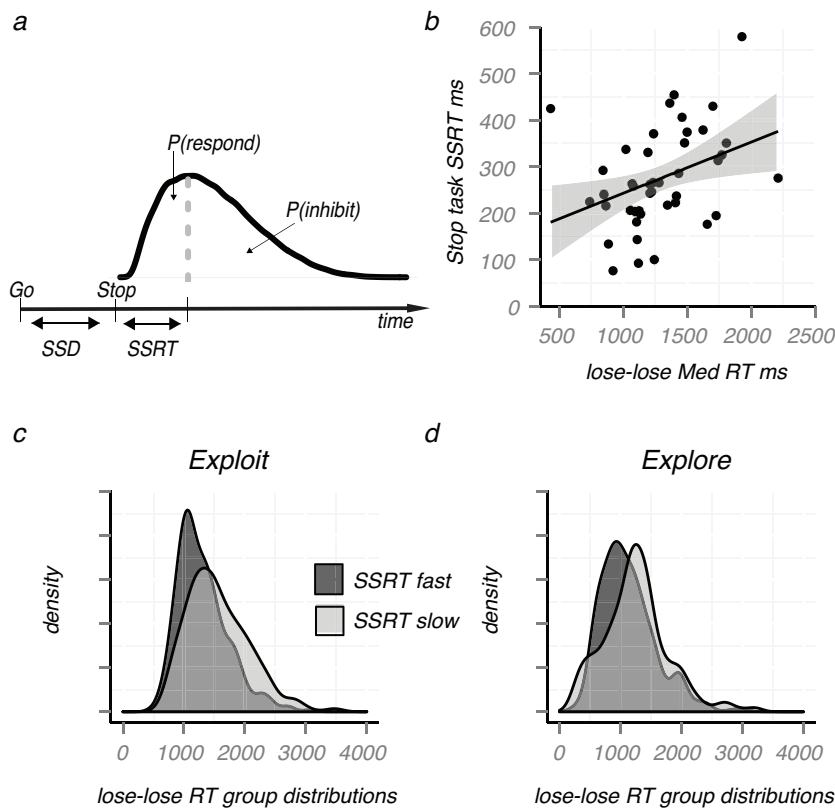 a
P(respond)
P(inhibit)
Go
Stop
time
SSD
SSRT
b
Stop task SSRT ms
600
500
400
300
200
100
0
500
1000
1500
2000
2500
lose-lose Med RT ms
c
Exploit
density
SSRT fast
SSRT slow
0
1000
2000
3000
4000
lose-lose RT group distributions
d
Explore
density
0
1000
2000
3000
4000
lose-lose RT group distributions